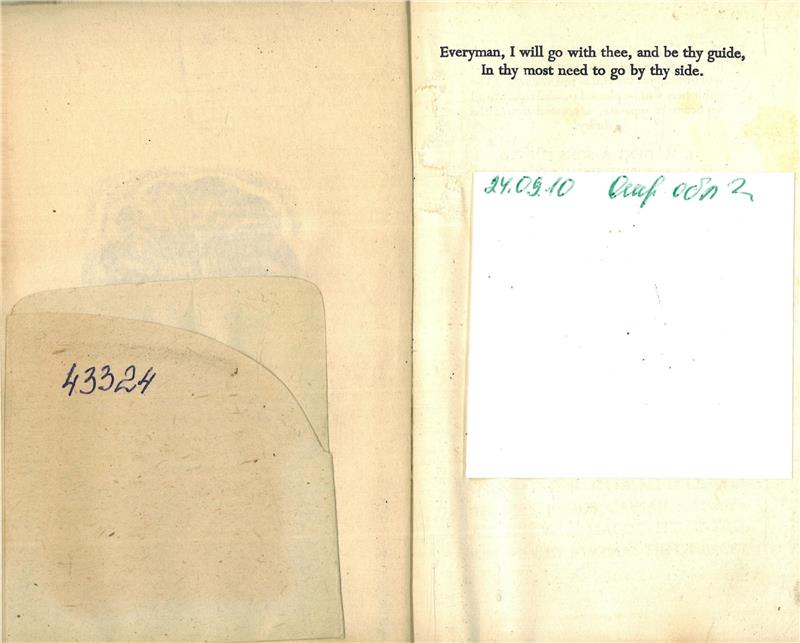 43324
Everyman, I will go with thee, and be thy guide,
In thy most need to go by thy side.
24.09.10 обл